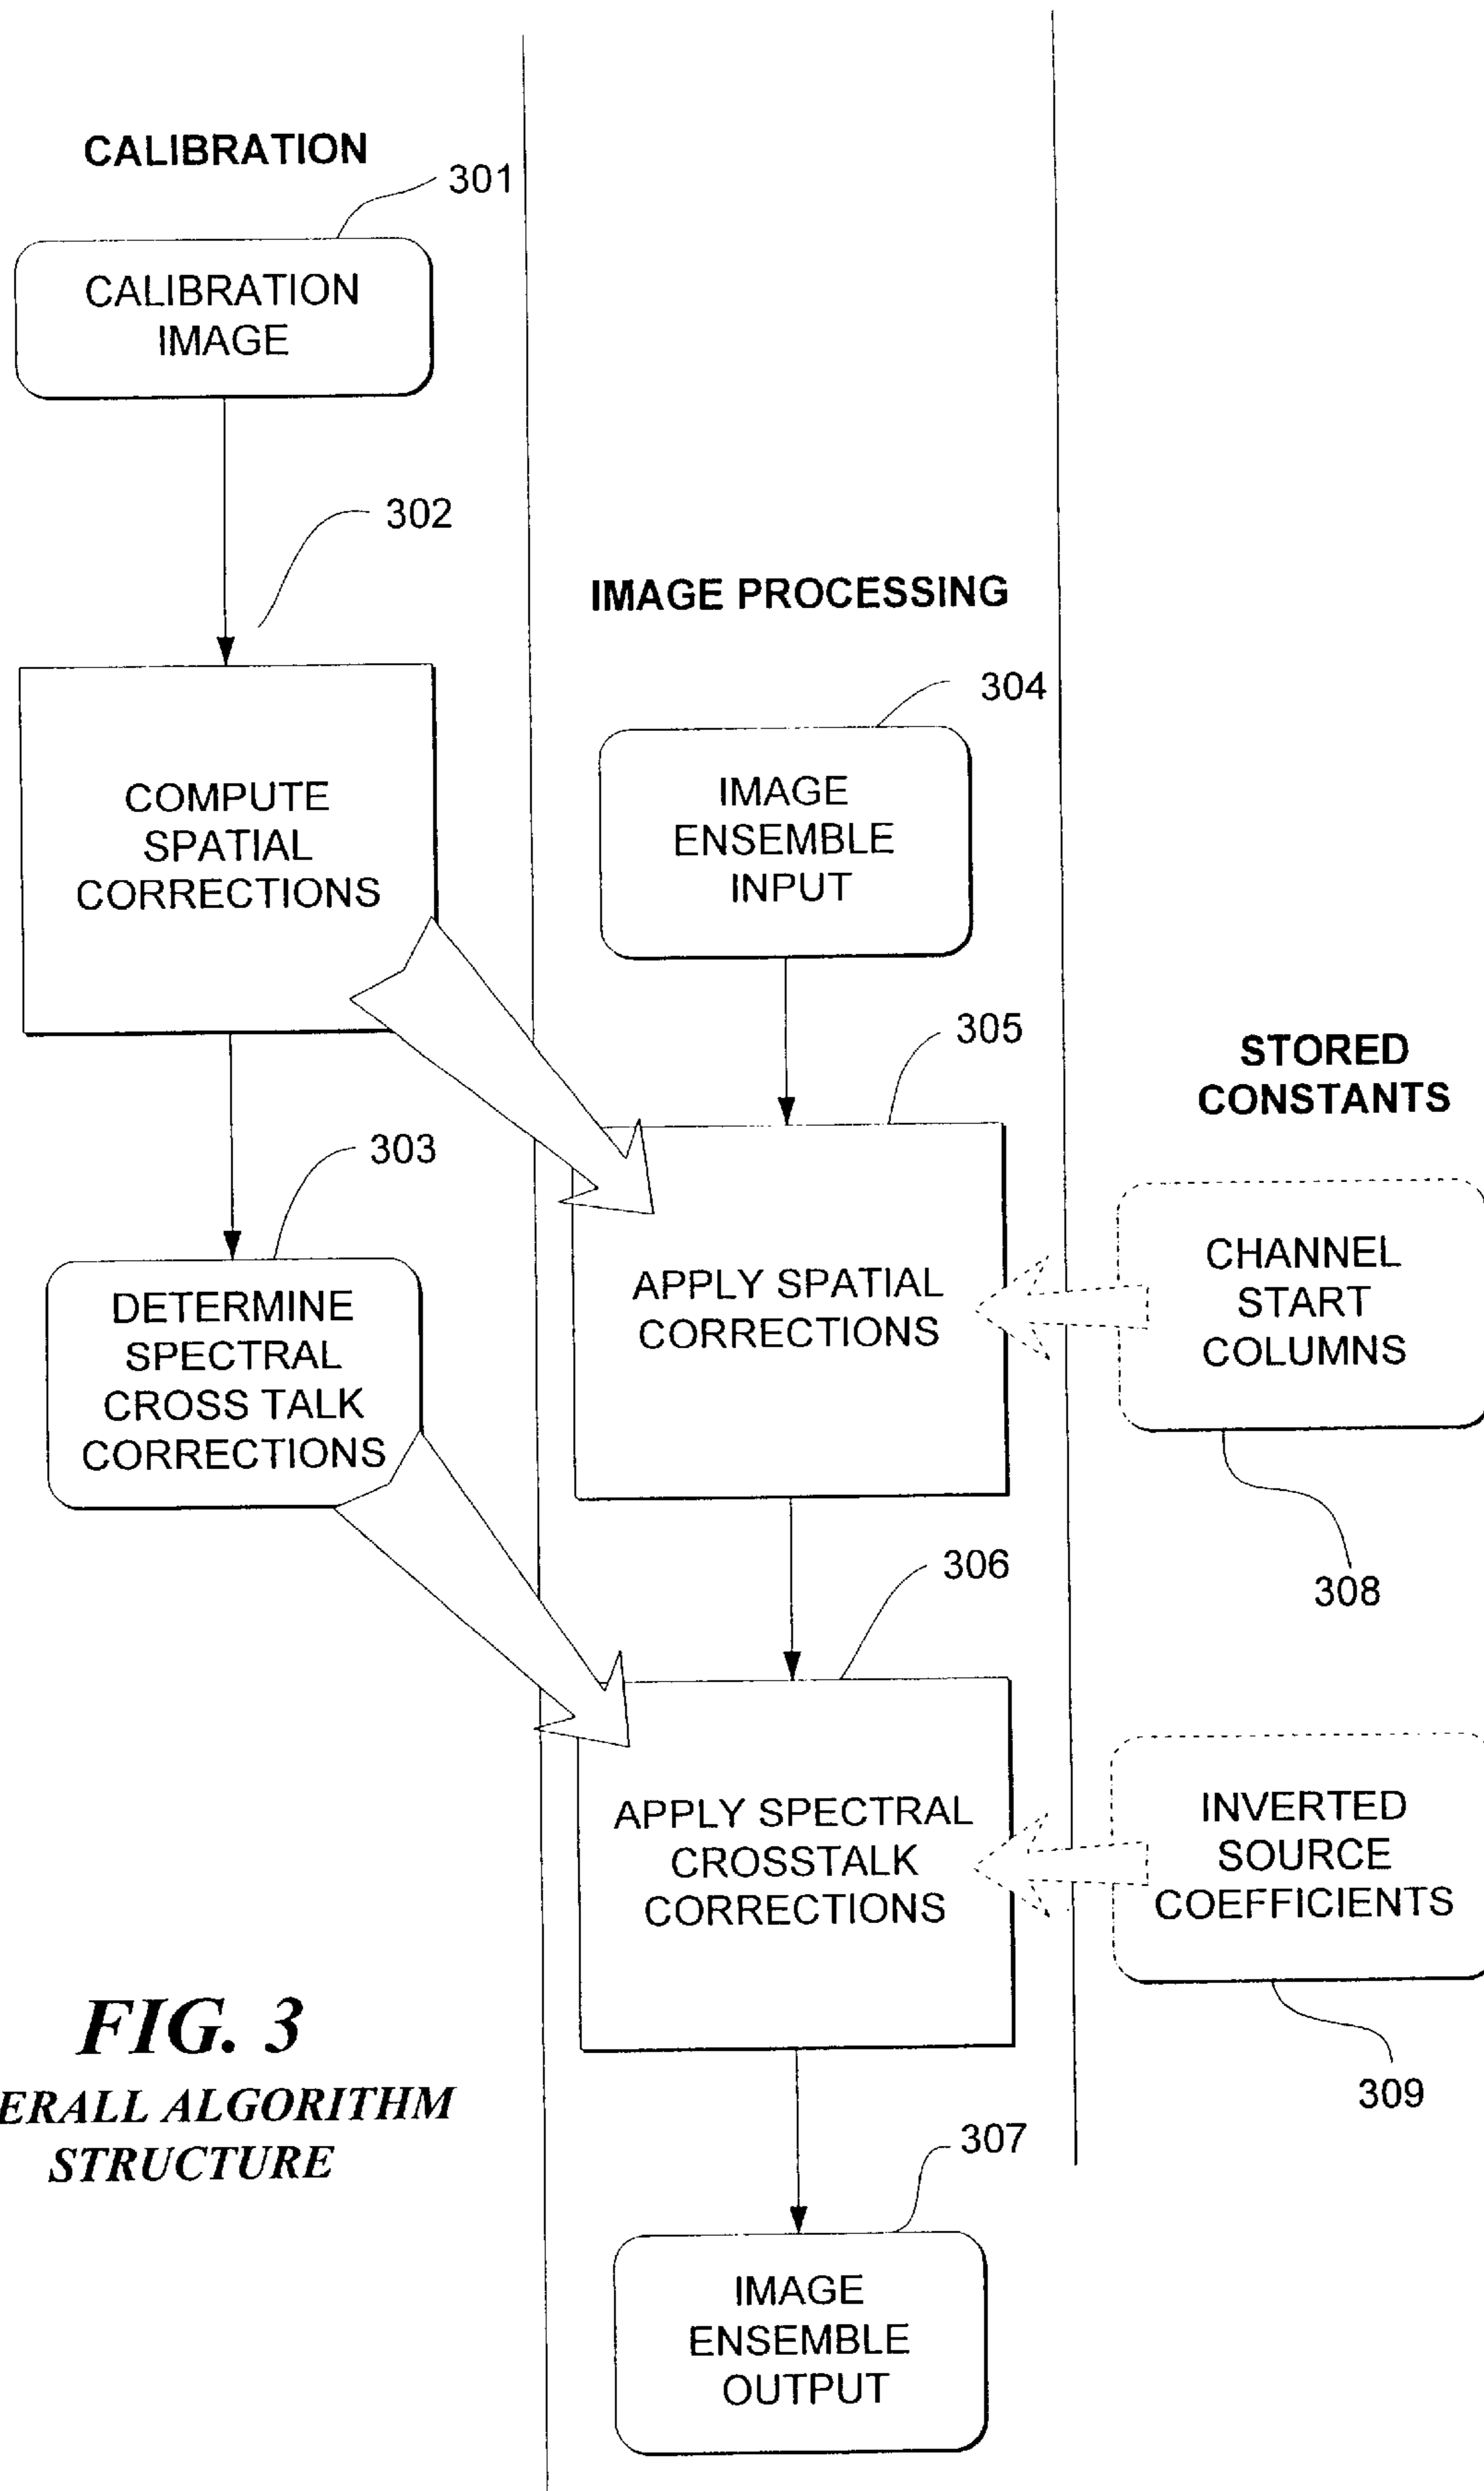 CALIBRATION
301
CALIBRATION
IMAGE
302
COMPUTE
SPATIAL
CORRECTIONS
303
DETERMINE
SPECTRAL
CROSS TALK
CORRECTIONS
IMAGE PROCESSING
304
IMAGE
ENSEMBLE
INPUT
305
APPLY SPATIAL
CORRECTIONS
306
APPLY SPECTRAL
CROSSTALK
CORRECTIONS
307
IMAGE
ENSEMBLE
OUTPUT
STORED
CONSTANTS
CHANNEL
START
COLUMNS
308
INVERTED
SOURCE
COEFFICIENTS
309
FIG. 3
ERALL ALGORITHM
STRUCTURE